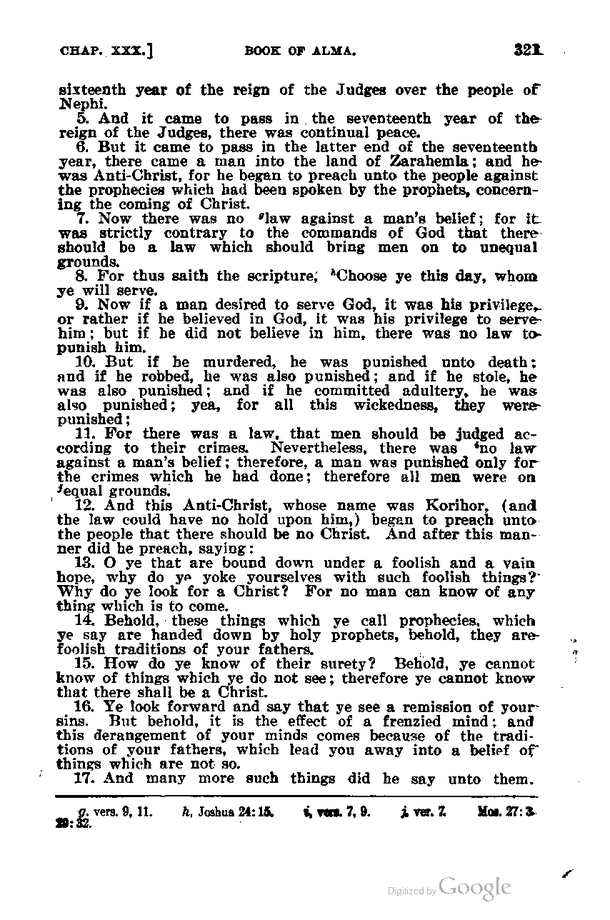 CHAP. XXX.] BOOK OF ALMA. 321
sixteenth year of the reign of the Judges over the people of
Nephi.
5. And it came to pass in the seventeenth year of the
reign of the Judges, there was continual peace.
6. But it came to pass in the latter end of the seventeenth
year, there came a man into the land of Zarahemla; and he
was Anti-Christ, for he began to preach unto the people against
the prophecies which had been spoken by the prophets, concern-
ing the coming of Christ.
7. Now there was no glaw against a man's belief; for it
was strictly contrary to the commands of God that there
should be a law which should bring men on to unequal
grounds.
8. For thus saith the scripture, hChoose ye this day, whom
ye will serve.
9. Now if a man desired to serve God, it was his privilege,
or rather if he believed in God, it was his privilege to serve
him; but if he did not believe in him, there was no law to
punish him.
10. But if he murdered, he was punished unto death;
and if he robbed, he was also punished; and if he stole, he
was also punished; and if he committed adultery, he was
also punished; yea, for all this wickedness, they were
punished;
11. For there was a law, that men should be judged ac-
cording to their crimes. Nevertheless, there was ino law
against a man's belief; therefore, a man was punished only for
the crimes which he had done; therefore all men were on
jequal grounds.
12. And this Anti-Christ, whose name was Korihor, (and
the law could have no hold upon him,) began to preach unto
the people that there should be no Christ. And after this man-
ner did he preach, saying:
13. O ye that are bound down under a foolish and a vain
hope, why do ye yoke yourselves with such foolish things?
Why do ye look for a Christ? For no man can know of any
thing which is to come.
14. Behold, these things which ye call prophecies, which
ye say are handed down by holy prophets, behold, they are
foolish traditions of your fathers.
15. How do ye know of their surety? Behold, ye cannot
know of things which ye do not see; therefore ye cannot know
that there shall be a Christ.
16. Ye look forward and say that ye see a remission of your
sins. But behold, it is the effect of a frenzied mind; and
this derangement of your minds comes because of the tradi-
tions of your fathers, which lead you away into a belief of
things which are not so.
17. And many more such things did he say unto them,
g, vers. 9, 11. h, Joshua 24:15. i, vers. 7, 9. j, ver. 7. Mos. 27:3.
29:32.
Digitized by Google